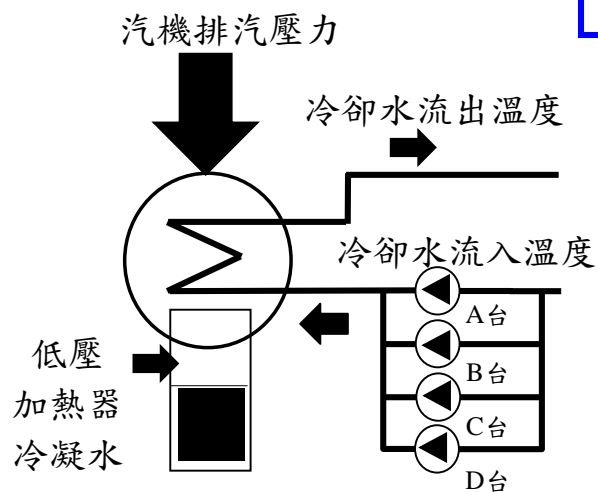 汽機排汽壓力
冷卻水流出溫度
冷卻水流入溫度
A台
B台
C台
D台
低壓
加熱器
冷凝水